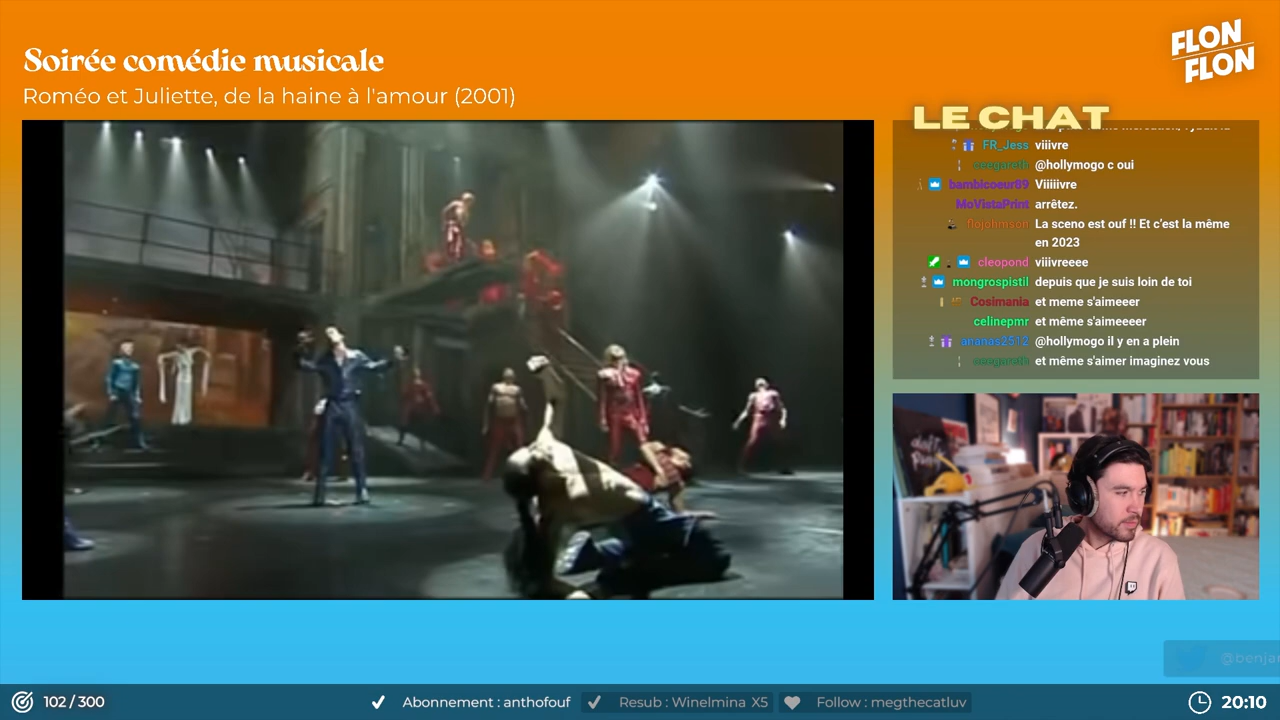 Soirée comédie musicale
Roméo et Juliette, de la haine à l'amour (2001)
FLON
FLON
LE CHAT
FR_Jess viiivre
@hollymogo c oui
bambicoeur89 Viiiiivre
MoVistaPrint arrêtez.
flojohnson La sceno est ouf !! Et c'est la même
en 2023
cleopond viiivreeee
mongrospistil depuis que je suis loin de toi
Cosimania et meme s'aimeeer
celinepmr et même s'aimeeeer
ananas2512 @hollymogo il y en a plein
et même s'aimer imaginez vous
@benja
102 / 300
Abonnement : anthofouf
Resub : Winelmina X5
Follow : megthecatluv
20:10